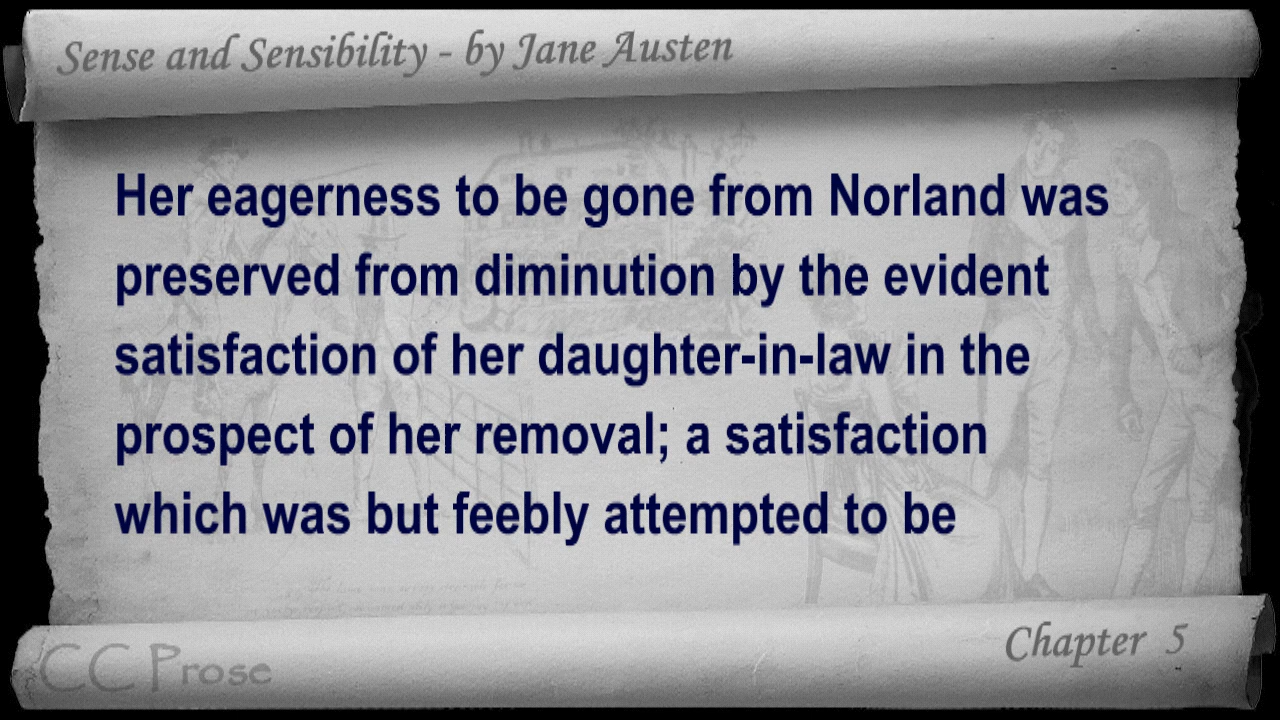 Sense and Sensibility - by Jane Austen
Her eagerness to be gone from Norland was
preserved from diminution by the evident
satisfaction of her daughter-in-law in the
prospect of her removal; a satisfaction
which was but feebly attempted to be
Chapter 5
CC Prose